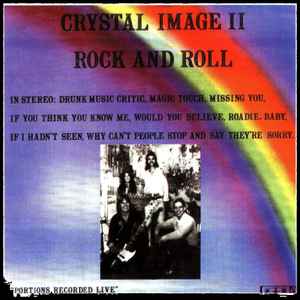 CRYSTAL IMAGE II
ROCK AND ROLL
IN STEREO: DRUNK MUSIC CRITIC, MAGIC TOUCH, MISSING YOU,
IF YOU THINK YOU KNOW ME, WOULD YOU BELIEVE, ROADIE, BABY,
IF I HADN'T SEEN, WHY CAN'T PEOPLE STOP AND SAY THEY'RE SORRY.
"PORTIONS, RECORDED LIVE"